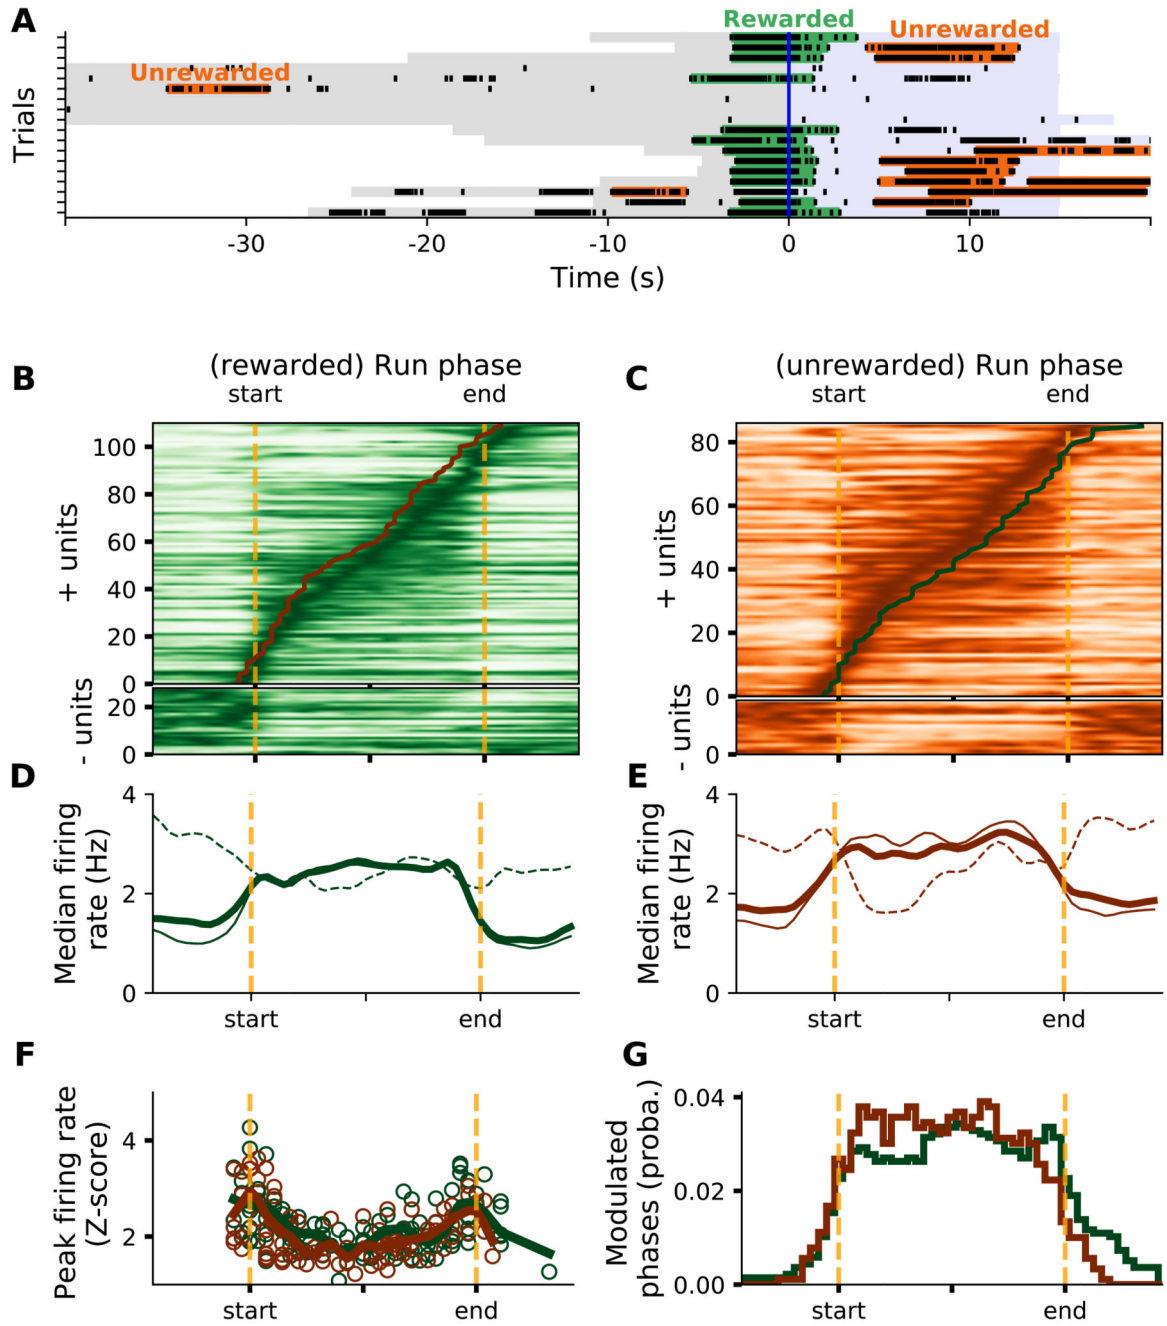 A
Rewarded
Unrewarded
Unrewarded
Trials
-30
-20
-10
0
10
Time (s)
B
(rewarded) Run phase
start
end
+ units
100
80
60
40
20
0
- units
20
0
C
(unrewarded) Run phase
start
end
+ units
80
60
40
20
0
- units
0
D
Median firing
rate (Hz)
4
2
0
start
end
E
Median firing
rate (Hz)
4
2
0
start
end
F
Peak firing rate
(Z-score)
4
2
start
end
G
Modulated
phases (proba.)
0.04
0.02
0.00
start
end